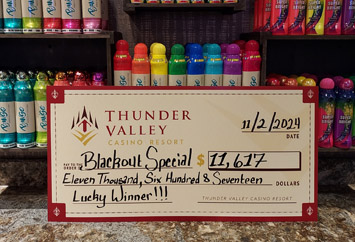 THUNDER
VALLEY
CASINO RESORT
11/2/2024
DATE
PAY TO THE
ORDER OF
Blackout Special $ 11,617
Eleven Thousand, Six Hundred & Seventeen DOLLARS
Lucky Winner!!!
THUNDER VALLEY CASINO RESORT